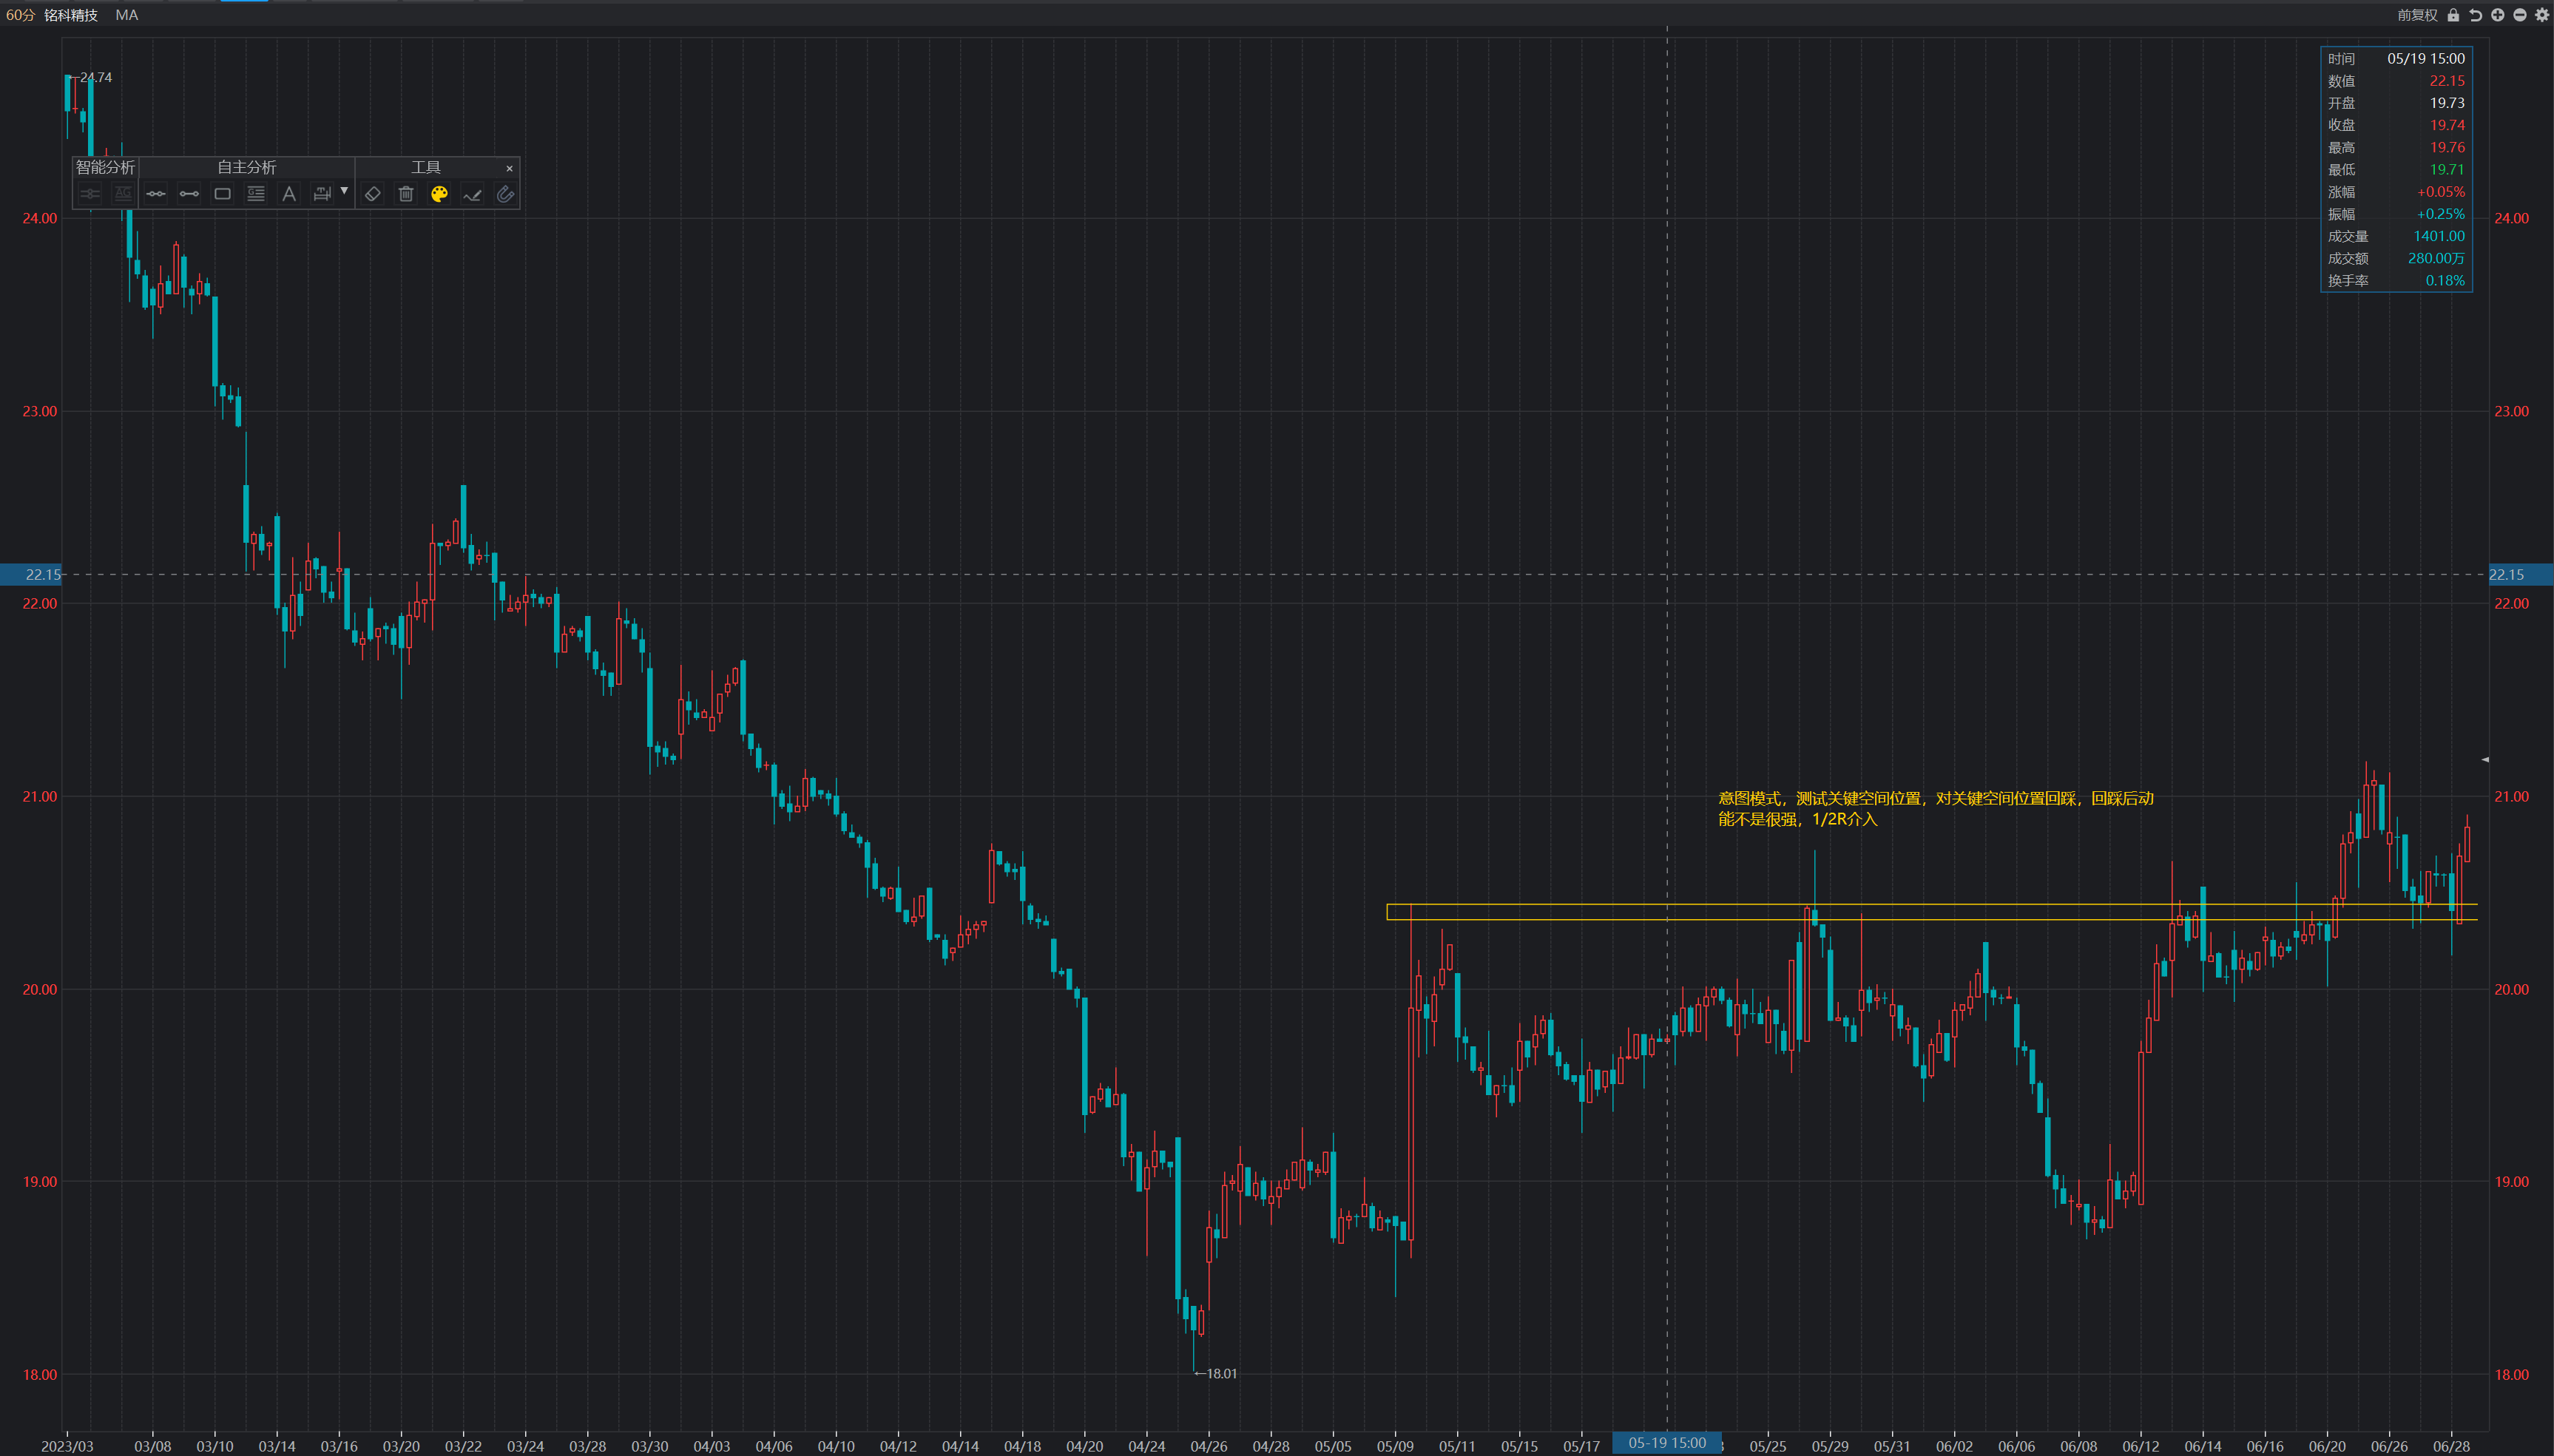 60分 铭科精技 MA 前复权
←24.74
智能分析 自主分析 工具 ×
时间 05/19 15:00
数值 22.15
开盘 19.73
收盘 19.74
最高 19.76
最低 19.71
涨幅 +0.05%
振幅 +0.25%
成交量 1401.00
成交额 280.00万
换手率 0.18%
24.00 24.00
23.00 23.00
22.15 22.15
22.00 22.00
21.00 21.00
意图模式，测试关键空间位置，对关键空间位置回踩，回踩后动
能不是很强，1/2R介入
20.00 20.00
19.00 19.00
18.00 18.00
←18.01
2023/03 03/08 03/10 03/14 03/16 03/20 03/22 03/24 03/28 03/30 04/03 04/06 04/10 04/12 04/14 04/18 04/20 04/24 04/26 04/28 05/05 05/09 05/11 05/15 05/17 05-19 15:00 05/25 05/29 05/31 06/02 06/06 06/08 06/12 06/14 06/16 06/20 06/26 06/28